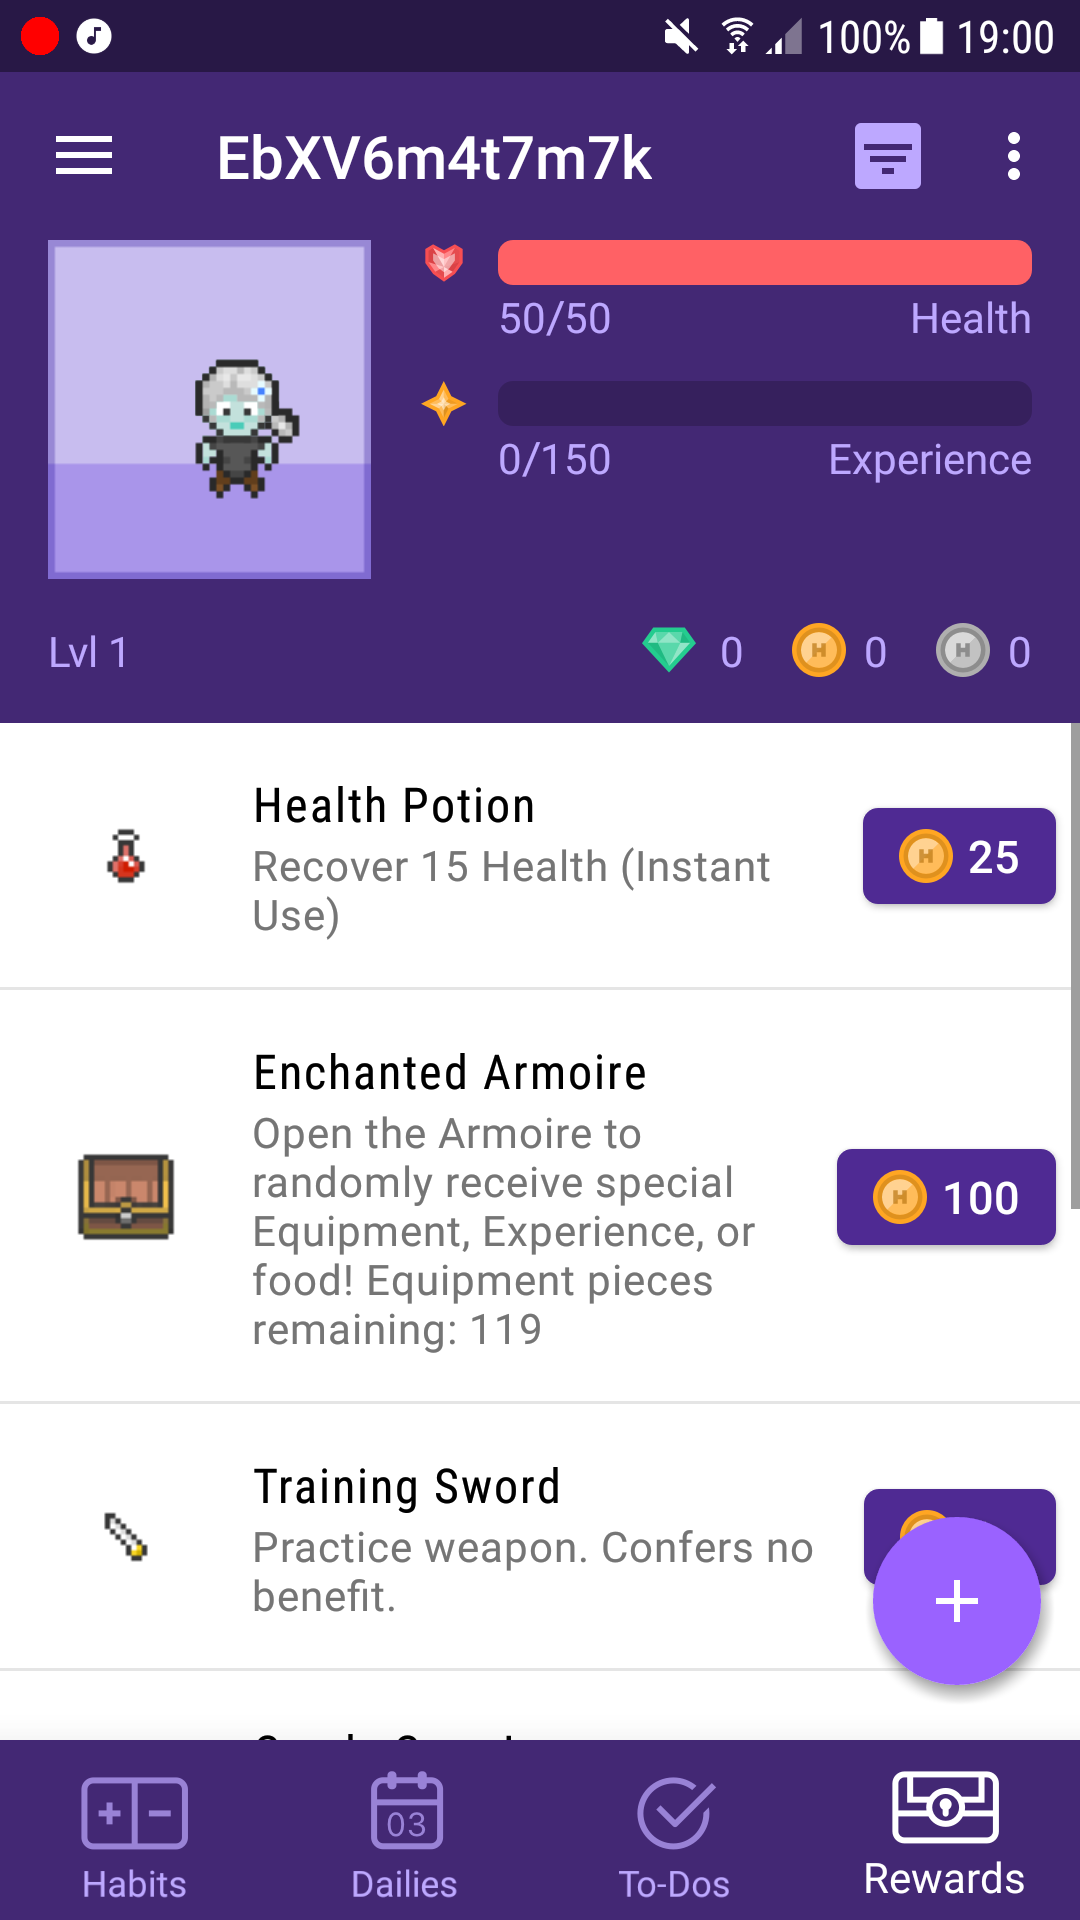 100% 19:00
EbXV6m4t7m7k
50/50 Health
0/150 Experience
Lvl 1 0 0 0
Health Potion
Recover 15 Health (Instant
Use)
25
Enchanted Armoire
Open the Armoire to
randomly receive special
Equipment, Experience, or
food! Equipment pieces
remaining: 119
100
Training Sword
Practice weapon. Confers no
benefit.
03
Habits Dailies To-Dos Rewards